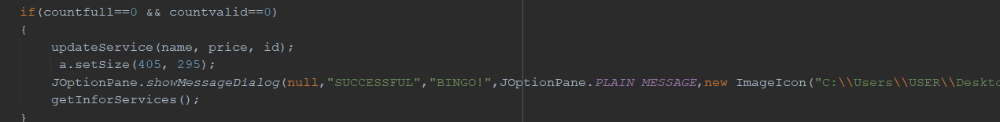 if(countfull==0 && countvalid==0)
{
updateService(name, price, id);
a.setSize(405, 295);
JOptionPane.showMessageDialog(null,"SUCCESSFUL","BINGO!",JOptionPane.PLAIN_MESSAGE,new ImageIcon("C:\\Users\\USER\\Deskto
getInforServices();
}